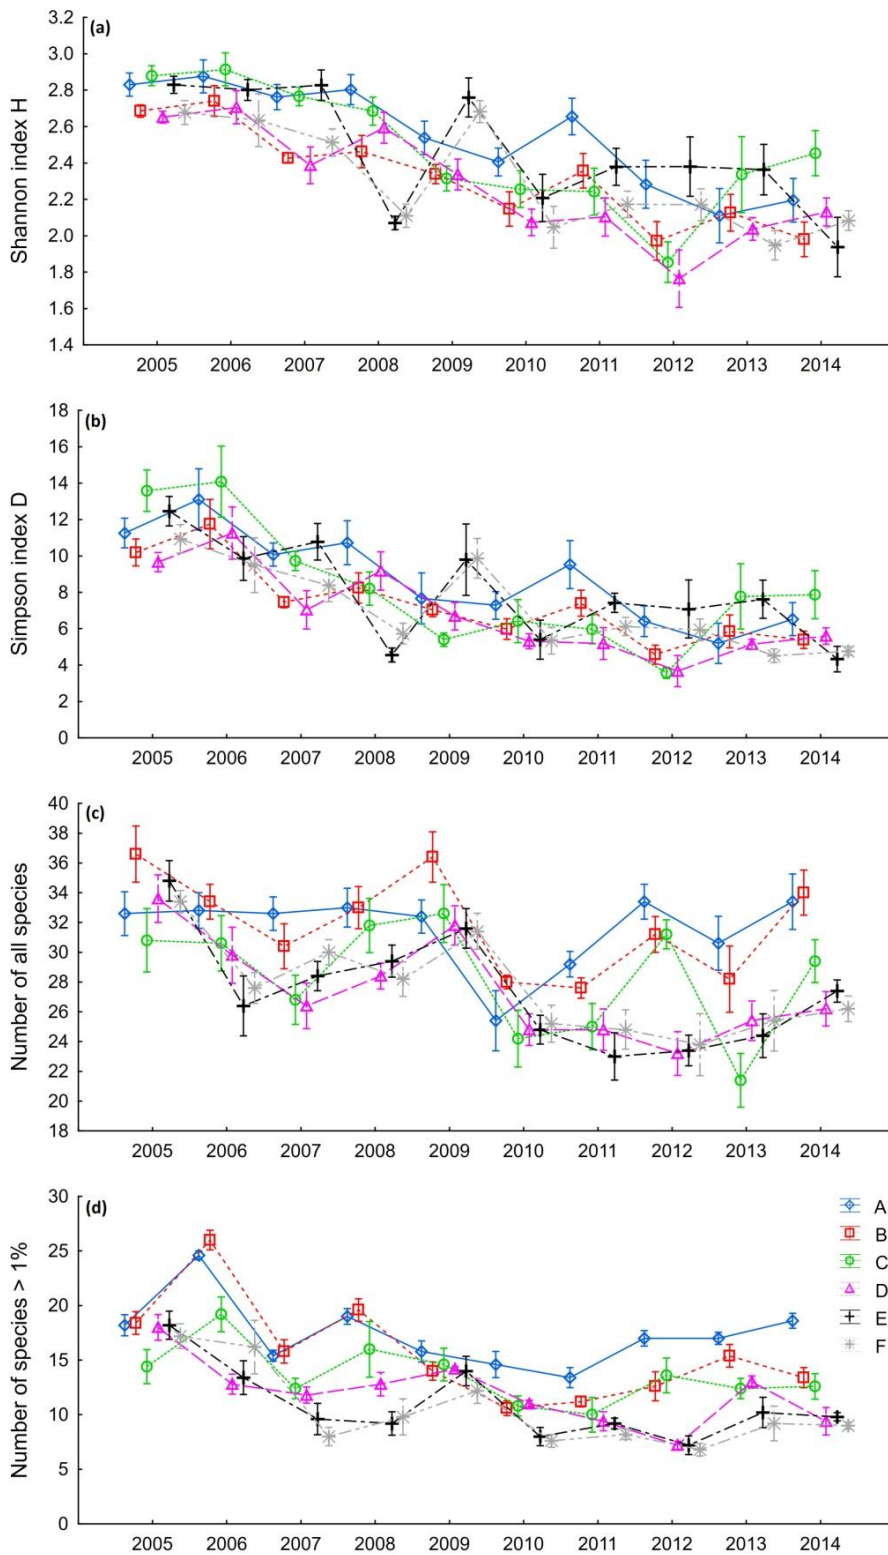 (a)
Shannon index H
3.2
3.0
2.8
2.6
2.4
2.2
2.0
1.8
1.6
1.4
2005 2006 2007 2008 2009 2010 2011 2012 2013 2014
(b)
Simpson index D
18
16
14
12
10
8
6
4
2
0
2005 2006 2007 2008 2009 2010 2011 2012 2013 2014
(c)
Number of all species
40
38
36
34
32
30
28
26
24
22
20
18
2005 2006 2007 2008 2009 2010 2011 2012 2013 2014
(d)
Number of species > 1%
30
25
20
15
10
5
0
2005 2006 2007 2008 2009 2010 2011 2012 2013 2014
A
B
C
D
E
F